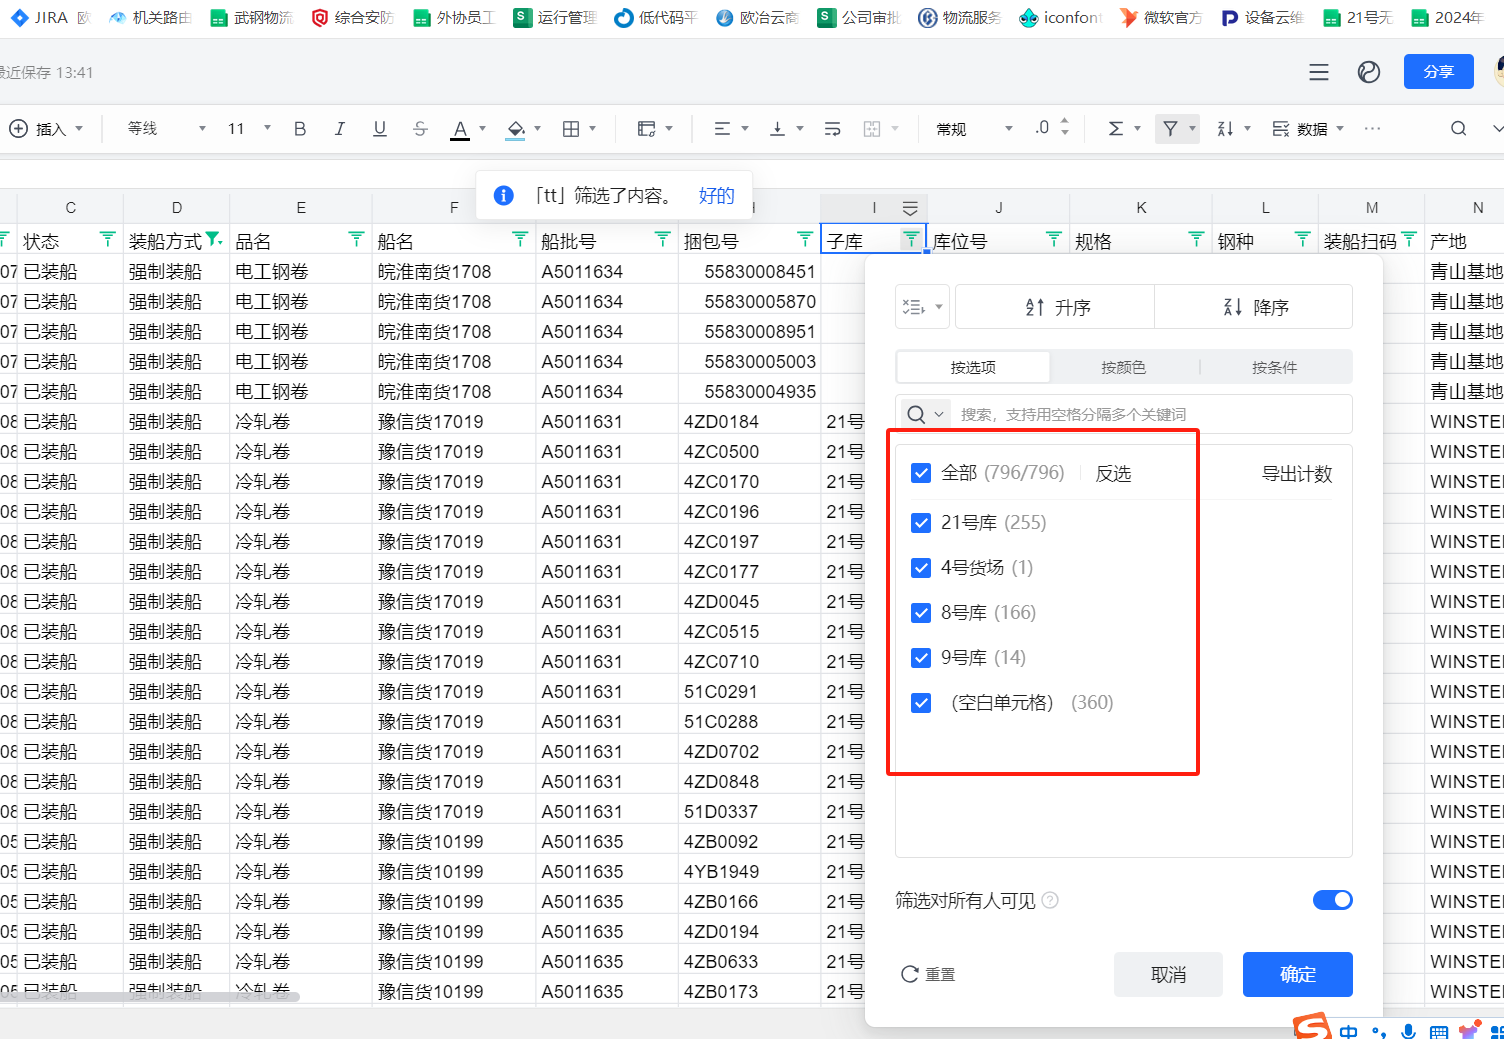 JIRA 欧 机关路由 武钢物流 综合安防 外协员工 运行管理 低代码平 欧冶云商 公司审批 物流服务 iconfont 微软官方 设备云维 21号无 2024年
最近保存 13:41 分享
插入 等线 11 B I U S A 常规 .0 数据 ···
「tt」筛选了内容。 好的
C D E F H I J K L M N
状态 装船方式 品名 船名 船批号 捆包号 子库 库位号 规格 钢种 装船扫码 产地
07 已装船 强制装船 电工钢卷 皖淮南货1708 A5011634 55830008451 青山基地
07 已装船 强制装船 电工钢卷 皖淮南货1708 A5011634 55830005870 青山基地
07 已装船 强制装船 电工钢卷 皖淮南货1708 A5011634 55830008951 青山基地
07 已装船 强制装船 电工钢卷 皖淮南货1708 A5011634 55830005003 青山基地
07 已装船 强制装船 电工钢卷 皖淮南货1708 A5011634 55830004935 青山基地
08 已装船 强制装船 冷轧卷 豫信货17019 A5011631 4ZD0184 21号 WINSTE
08 已装船 强制装船 冷轧卷 豫信货17019 A5011631 4ZC0500 21号 WINSTE
08 已装船 强制装船 冷轧卷 豫信货17019 A5011631 4ZC0170 21号 WINSTE
08 已装船 强制装船 冷轧卷 豫信货17019 A5011631 4ZC0196 21号 WINSTE
08 已装船 强制装船 冷轧卷 豫信货17019 A5011631 4ZC0197 21号 WINSTE
08 已装船 强制装船 冷轧卷 豫信货17019 A5011631 4ZC0177 21号 WINSTE
08 已装船 强制装船 冷轧卷 豫信货17019 A5011631 4ZD0045 21号 WINSTE
08 已装船 强制装船 冷轧卷 豫信货17019 A5011631 4ZC0515 21号 WINSTE
08 已装船 强制装船 冷轧卷 豫信货17019 A5011631 4ZC0710 21号 WINSTE
08 已装船 强制装船 冷轧卷 豫信货17019 A5011631 51C0291 21号 WINSTE
08 已装船 强制装船 冷轧卷 豫信货17019 A5011631 51C0288 21号 WINSTE
08 已装船 强制装船 冷轧卷 豫信货17019 A5011631 4ZD0702 21号 WINSTE
08 已装船 强制装船 冷轧卷 豫信货17019 A5011631 4ZD0848 21号 WINSTE
08 已装船 强制装船 冷轧卷 豫信货17019 A5011631 51D0337 21号 WINSTE
05 已装船 强制装船 冷轧卷 豫信货10199 A5011635 4ZB0092 21号 WINSTE
05 已装船 强制装船 冷轧卷 豫信货10199 A5011635 4YB1949 21号 WINSTE
05 已装船 强制装船 冷轧卷 豫信货10199 A5011635 4ZB0166 21号 WINSTE
05 已装船 强制装船 冷轧卷 豫信货10199 A5011635 4ZD0194 21号 WINSTE
05 已装船 强制装船 冷轧卷 豫信货10199 A5011635 4ZB0633 21号 WINSTE
05 已装船 强制装船 冷轧卷 豫信货10199 A5011635 4ZB0173 21号 WINSTE
升序 降序
按选项 按颜色 按条件
搜索，支持用空格分隔多个关键词
全部 (796/796) 反选 导出计数
21号库 (255)
4号货场 (1)
8号库 (166)
9号库 (14)
（空白单元格） (360)
筛选对所有人可见
重置 取消 确定
中